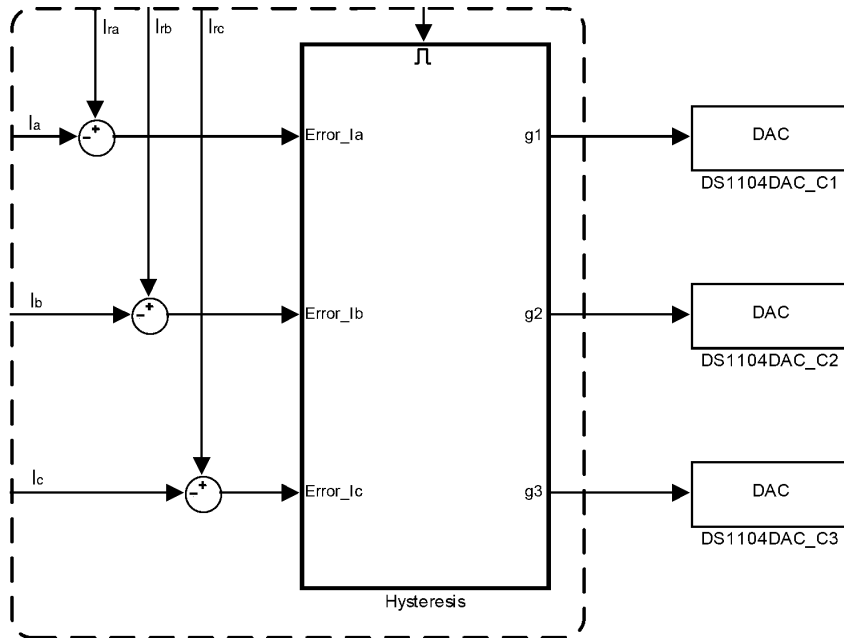 Ira Irb Irc
Ia
- +
Error_Ia
g1
DAC
DS1104DAC_C1
Ib
- +
Error_Ib
g2
DAC
DS1104DAC_C2
Ic
- +
Error_Ic
g3
DAC
DS1104DAC_C3
Hysteresis